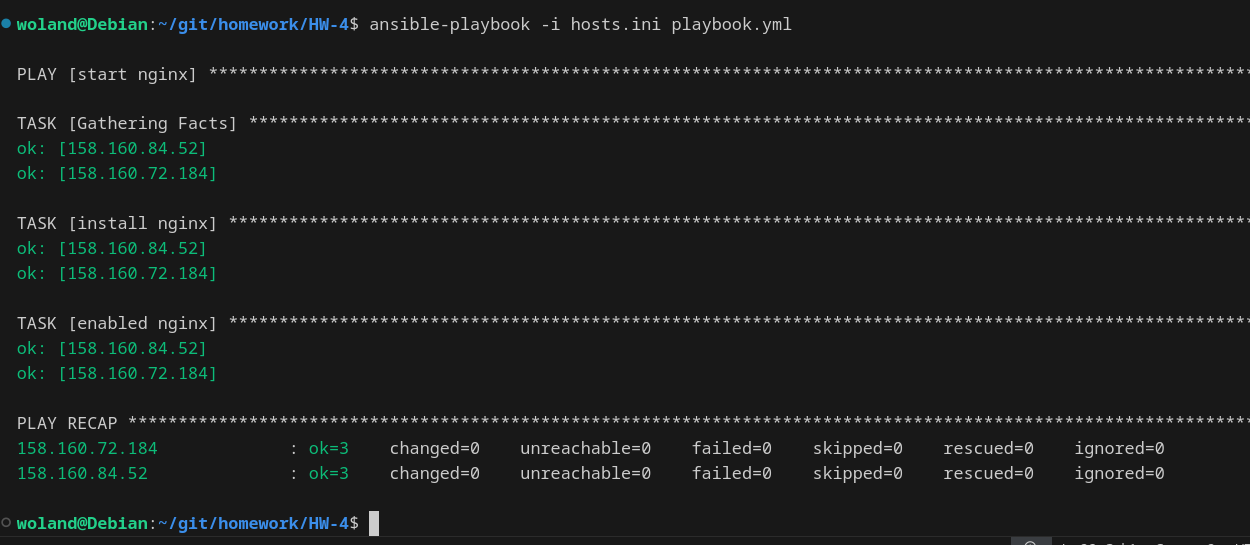 woland@Debian:~/git/homework/HW-4$ ansible-playbook -i hosts.ini playbook.yml
PLAY [start nginx] *******************************************************************************************************
TASK [Gathering Facts] ***************************************************************************************************
ok: [158.160.84.52]
ok: [158.160.72.184]
TASK [install nginx] *****************************************************************************************************
ok: [158.160.84.52]
ok: [158.160.72.184]
TASK [enabled nginx] *****************************************************************************************************
ok: [158.160.84.52]
ok: [158.160.72.184]
PLAY RECAP ***************************************************************************************************************
158.160.72.184             : ok=3    changed=0    unreachable=0    failed=0    skipped=0    rescued=0    ignored=0
158.160.84.52              : ok=3    changed=0    unreachable=0    failed=0    skipped=0    rescued=0    ignored=0
woland@Debian:~/git/homework/HW-4$